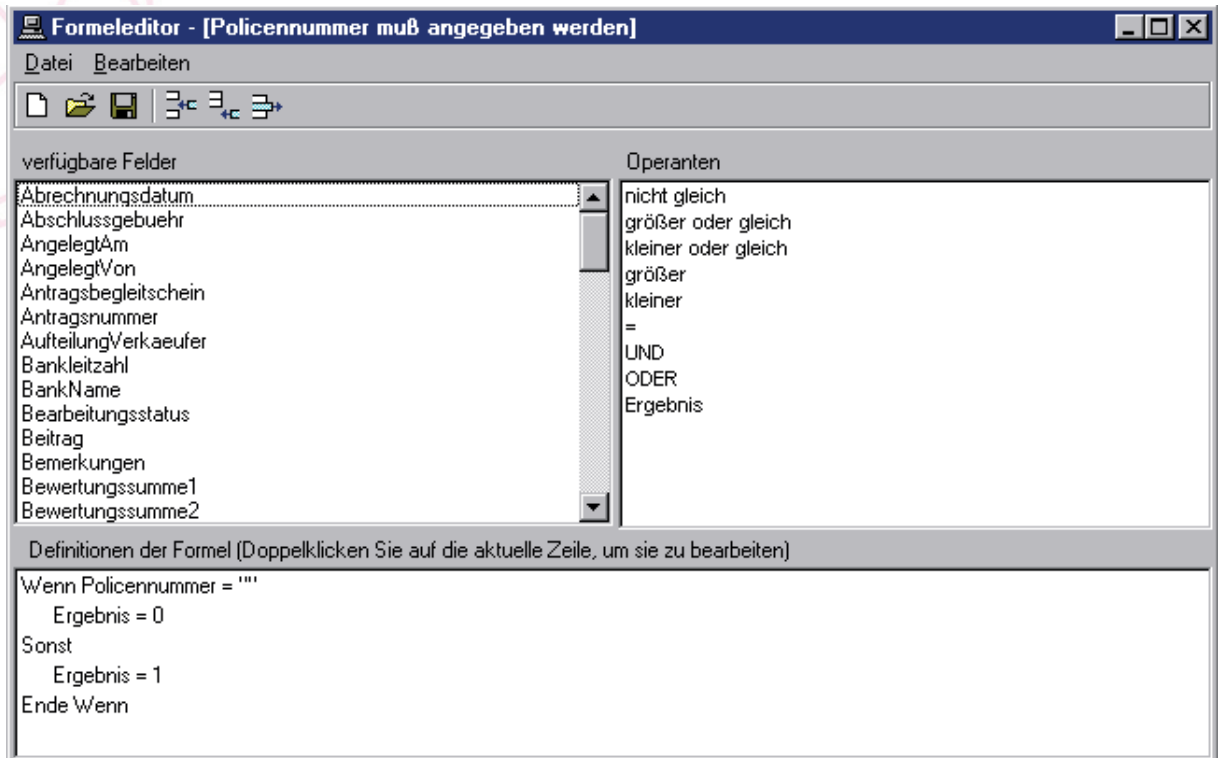 Formeleditor - [Policennummer muß angegeben werden]
Datei Bearbeiten
verfügbare Felder
Operanten
Abrechnungsdatum
Abschlussgebuehr
AngelegtAm
AngelegtVon
Antragsbegleitschein
Antragsnummer
AufteilungVerkaeufer
Bankleitzahl
BankName
Bearbeitungsstatus
Beitrag
Bemerkungen
Bewertungssumme1
Bewertungssumme2
nicht gleich
größer oder gleich
kleiner oder gleich
größer
kleiner
=
UND
ODER
Ergebnis
Definitionen der Formel (Doppelklicken Sie auf die aktuelle Zeile, um sie zu bearbeiten)
Wenn Policennummer = ""
Ergebnis = 0
Sonst
Ergebnis = 1
Ende Wenn